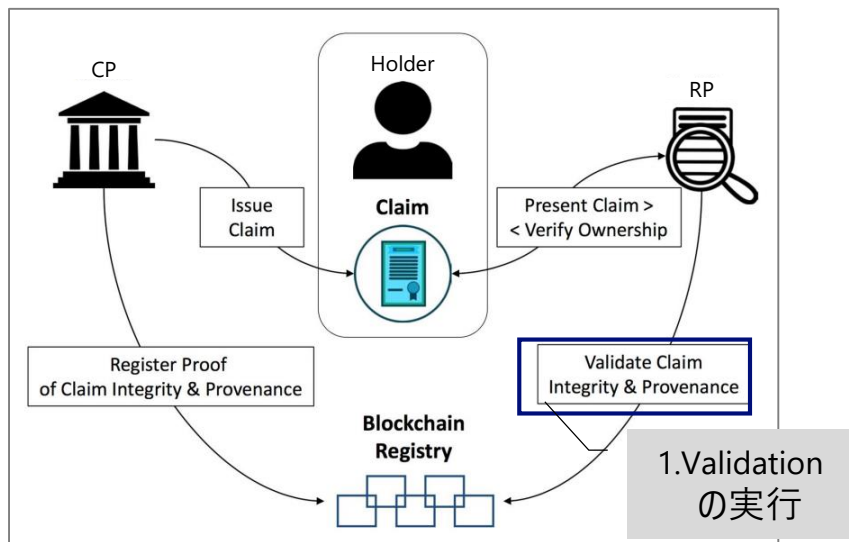 CP
Holder
RP
Issue
Claim
Claim
Present Claim >
< Verify Ownership
Register Proof
of Claim Integrity & Provenance
Validate Claim
Integrity & Provenance
Blockchain
Registry
1.Validation
の実行